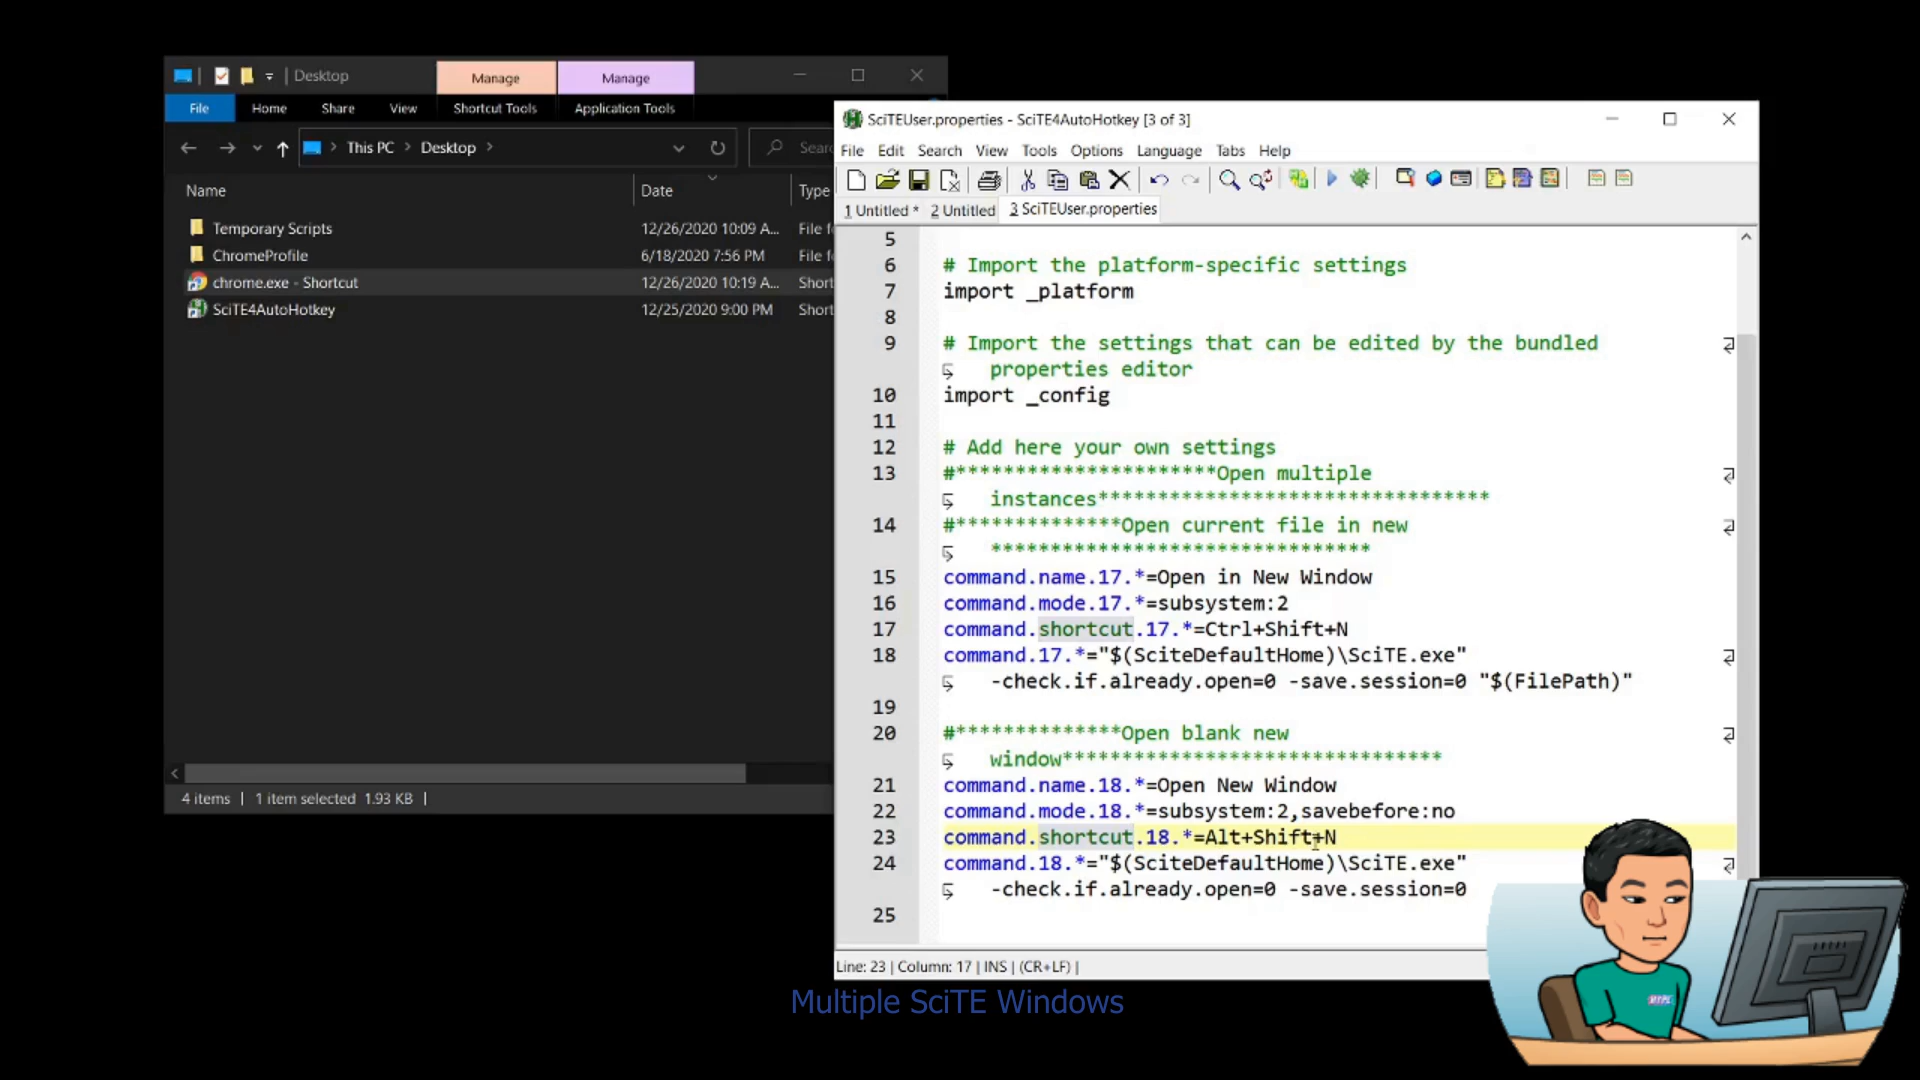 Desktop
Manage
Manage
File
Home
Share
View
Shortcut Tools
Application Tools
This PC
Desktop
Name
Date
Type
Temporary Scripts
12/26/2020 10:09 A...
ChromeProfile
6/18/2020 7:56 PM
chrome.exe - Shortcut
12/26/2020 10:19 A...
Short
SciTE4AutoHotkey
12/25/2020 9:00 PM
Short
4 items
1 item selected 1.93 KB
SciTEUser.properties - SciTE4AutoHotkey [3 of 3]
File Edit Search View Tools Options Language Tabs Help
1 Untitled * 2 Untitled 3 SciTEUser.properties
5
6 # Import the platform-specific settings
7 import _platform
8
9 # Import the settings that can be edited by the bundled
properties editor
10 import _config
11
12 # Add here your own settings
13 #**********************Open multiple
instances*********************************
14 #**************Open current file in new
********************************
15 command.name.17.*=Open in New Window
16 command.mode.17.*=subsystem:2
17 command.shortcut.17.*=Ctrl+Shift+N
18 command.17.*="$(SciteDefaultHome)\SciTE.exe"
-check.if.already.open=0 -save.session=0 "$(FilePath)"
19
20 #**************Open blank new
window********************************
21 command.name.18.*=Open New Window
22 command.mode.18.*=subsystem:2,savebefore:no
23 command.shortcut.18.*=Alt+Shift+N
24 command.18.*="$(SciteDefaultHome)\SciTE.exe"
-check.if.already.open=0 -save.session=0
25
Line: 23 | Column: 17 | INS | (CR+LF) |
Multiple SciTE Windows